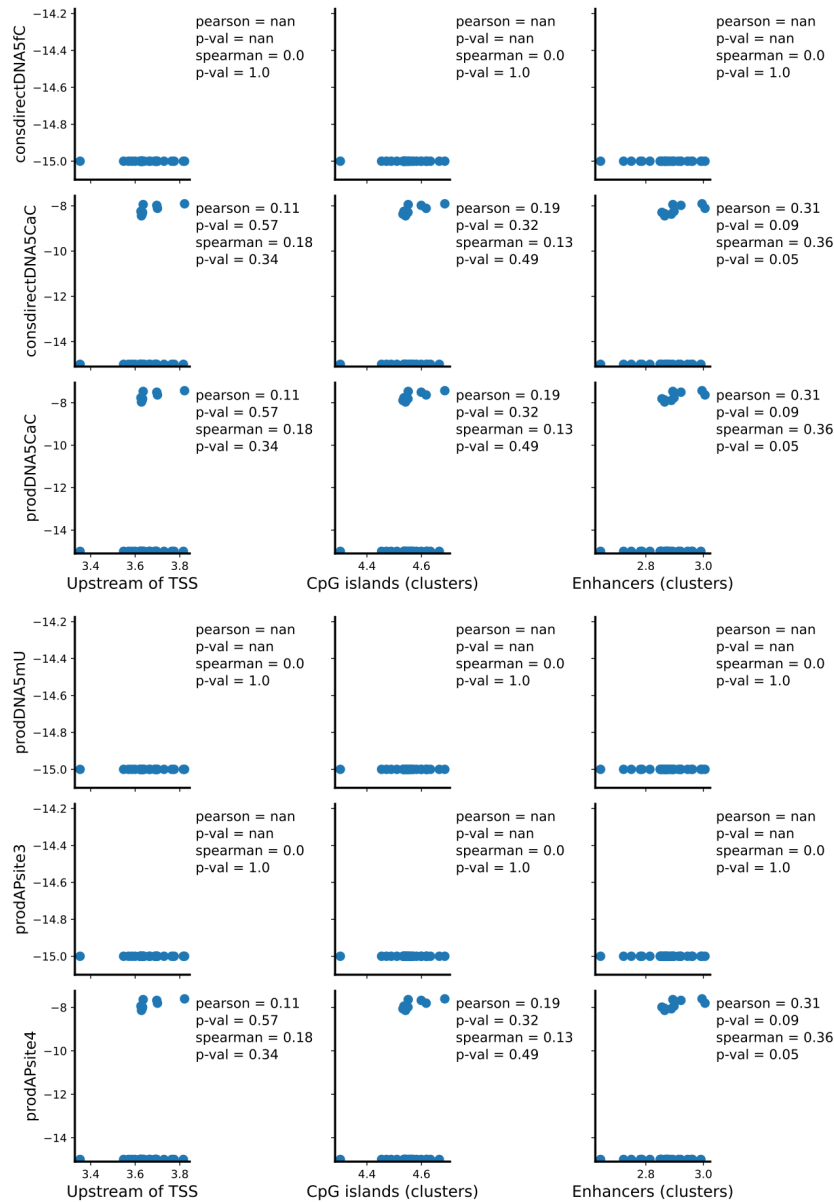 consdirectDNA5fC
−14.2
−14.4
−14.6
−14.8
−15.0
pearson = nan
p-val = nan
spearman = 0.0
p-val = 1.0
pearson = nan
p-val = nan
spearman = 0.0
p-val = 1.0
pearson = nan
p-val = nan
spearman = 0.0
p-val = 1.0
consdirectDNA5CaC
−8
−10
−12
−14
pearson = 0.11
p-val = 0.57
spearman = 0.18
p-val = 0.34
pearson = 0.19
p-val = 0.32
spearman = 0.13
p-val = 0.49
pearson = 0.31
p-val = 0.09
spearman = 0.36
p-val = 0.05
prodDNA5CaC
−8
−10
−12
−14
pearson = 0.11
p-val = 0.57
spearman = 0.18
p-val = 0.34
pearson = 0.19
p-val = 0.32
spearman = 0.13
p-val = 0.49
pearson = 0.31
p-val = 0.09
spearman = 0.36
p-val = 0.05
3.4 3.6 3.8
Upstream of TSS
4.4 4.6
CpG islands (clusters)
2.8 3.0
Enhancers (clusters)
prodDNA5mU
−14.2
−14.4
−14.6
−14.8
−15.0
pearson = nan
p-val = nan
spearman = 0.0
p-val = 1.0
pearson = nan
p-val = nan
spearman = 0.0
p-val = 1.0
pearson = nan
p-val = nan
spearman = 0.0
p-val = 1.0
prodAPsite3
−14.2
−14.4
−14.6
−14.8
−15.0
pearson = nan
p-val = nan
spearman = 0.0
p-val = 1.0
pearson = nan
p-val = nan
spearman = 0.0
p-val = 1.0
pearson = nan
p-val = nan
spearman = 0.0
p-val = 1.0
prodAPsite4
−8
−10
−12
−14
pearson = 0.11
p-val = 0.57
spearman = 0.18
p-val = 0.34
pearson = 0.19
p-val = 0.32
spearman = 0.13
p-val = 0.49
pearson = 0.31
p-val = 0.09
spearman = 0.36
p-val = 0.05
3.4 3.6 3.8
Upstream of TSS
4.4 4.6
CpG islands (clusters)
2.8 3.0
Enhancers (clusters)